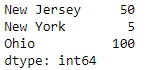 New Jersey     50
New York        5
Ohio          100
dtype: int64